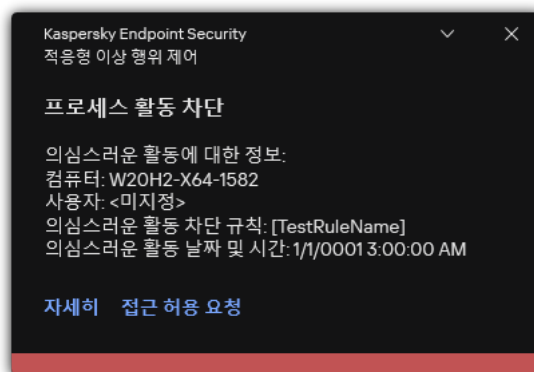 Kaspersky Endpoint Security
적응형 이상 행위 제어
프로세스 활동 차단
의심스러운 활동에 대한 정보:
컴퓨터: W20H2-X64-1582
사용자: <미지정>
의심스러운 활동 차단 규칙: [TestRuleName]
의심스러운 활동 날짜 및 시간: 1/1/0001 3:00:00 AM
자세히 접근 허용 요청